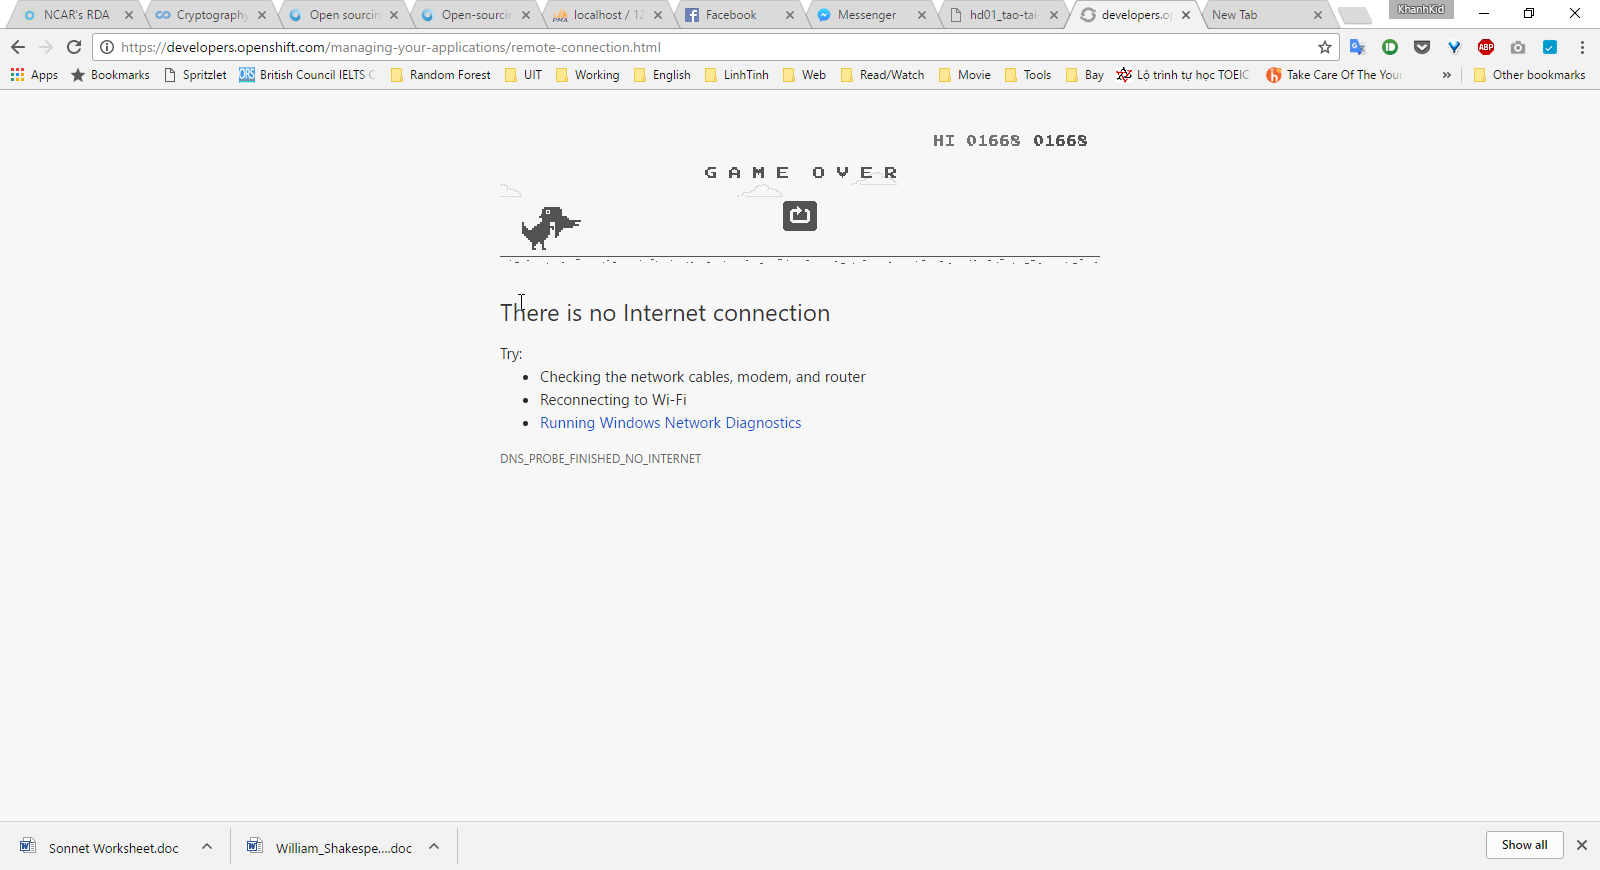 NCAR's RDA
Cryptography
Open sourcin
Open-sourcin
localhost / 12
Facebook
Messenger
hd01_tao-tai-
developers.o
New Tab
KhanhKid
https://developers.openshift.com/managing-your-applications/remote-connection.html
Apps
Bookmarks
Spritzlet
British Council IELTS
Random Forest
UIT
Working
English
LinhTinh
Web
Read/Watch
Movie
Tools
Bay
Lộ trình tự học TOEIC
Take Care Of The Your
»
Other bookmarks
HI 01668 01668
GAME OVER
There is no Internet connection
Try:
• Checking the network cables, modem, and router
• Reconnecting to Wi-Fi
• Running Windows Network Diagnostics
DNS_PROBE_FINISHED_NO_INTERNET
Sonnet Worksheet.doc
William_Shakespe....doc
Show all